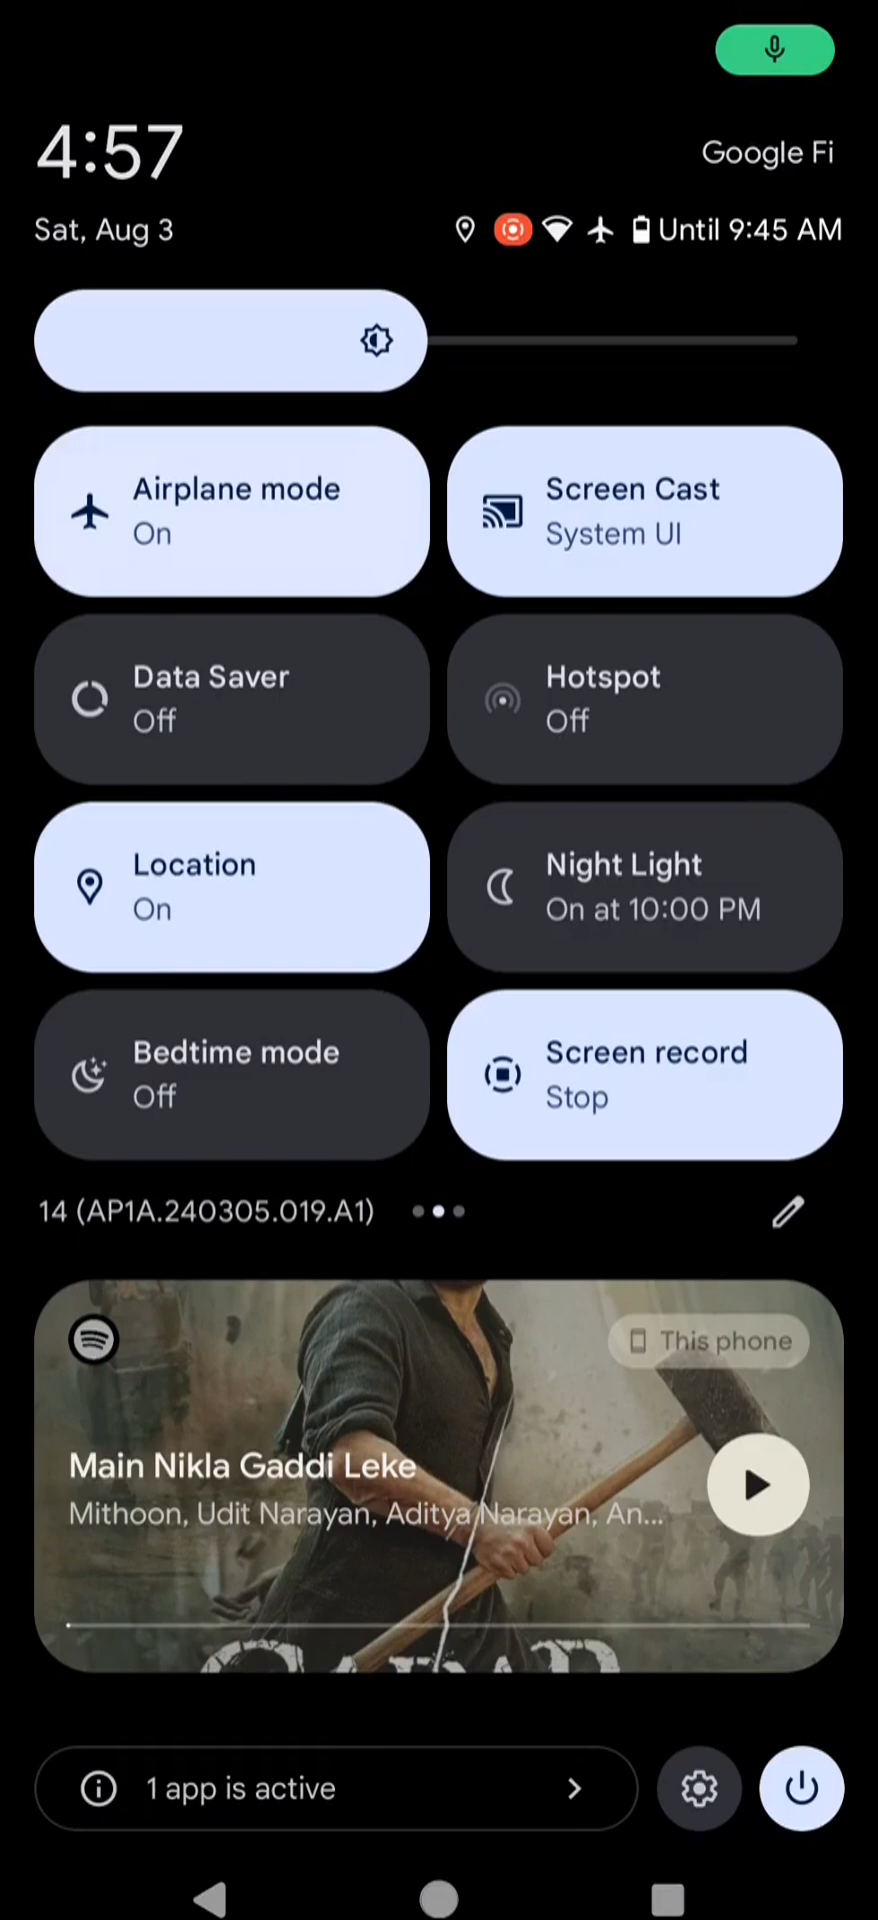 4:57
Google Fi
Sat, Aug 3
Until 9:45 AM
Airplane mode
On
Screen Cast
System UI
Data Saver
Off
Hotspot
Off
Location
On
Night Light
On at 10:00 PM
Bedtime mode
Off
Screen record
Stop
14 (AP1A.240305.019.A1)
This phone
Main Nikla Gaddi Leke
Mithoon, Udit Narayan, Aditya Narayan, An...
1 app is active